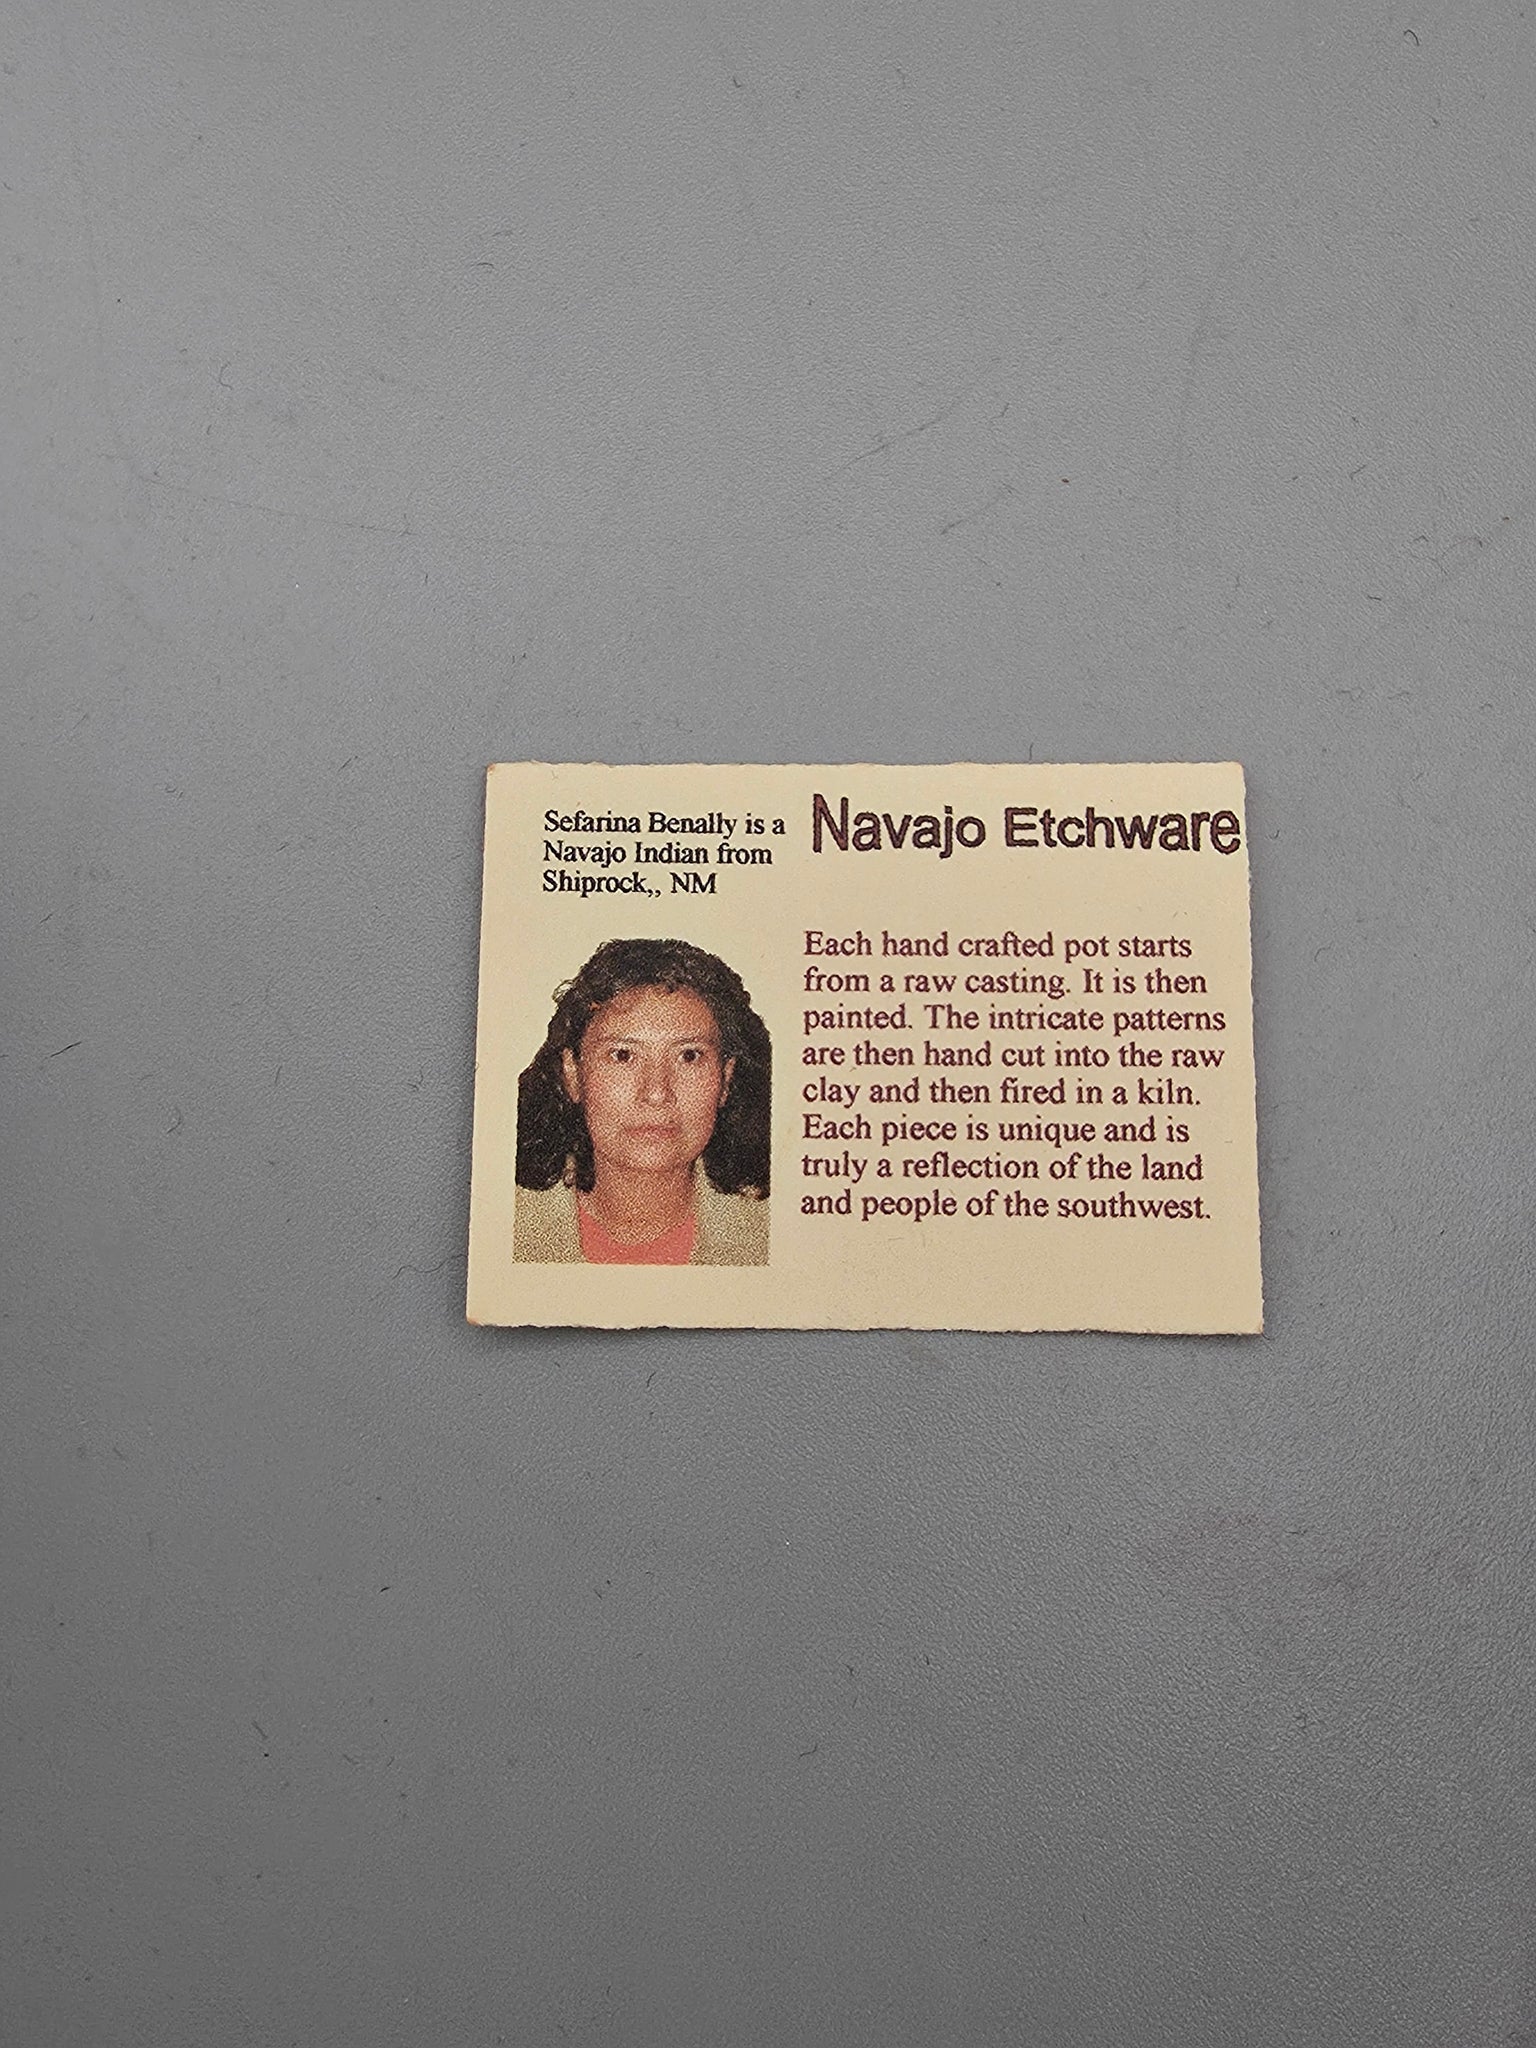 Sefarina Benally is a
Navajo Indian from
Shiprock,, NM
Navajo Etchware
Each hand crafted pot starts
from a raw casting. It is then
painted. The intricate patterns
are then hand cut into the raw
clay and then fired in a kiln.
Each piece is unique and is
truly a reflection of the land
and people of the southwest.